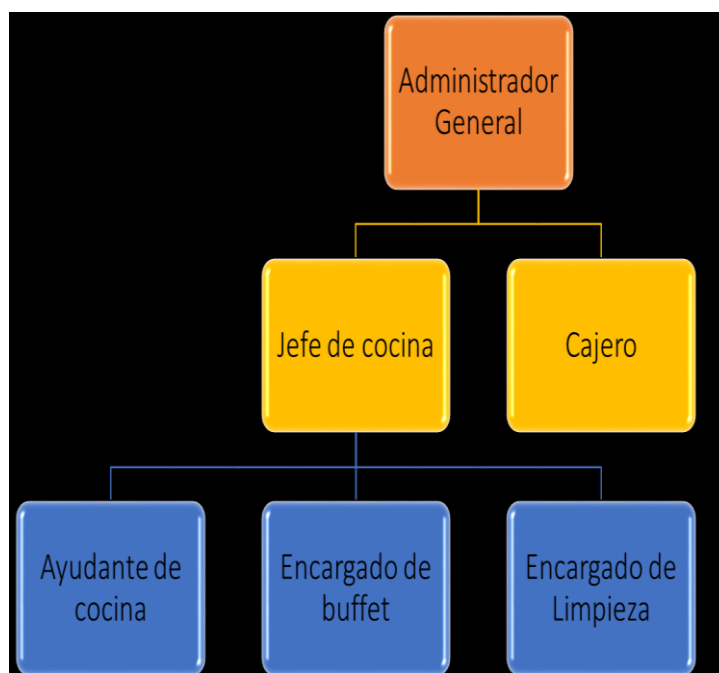 Administrador
General
Jefe de cocina
Cajero
Ayudante de
cocina
Encargado de
buffet
Encargado de
Limpieza